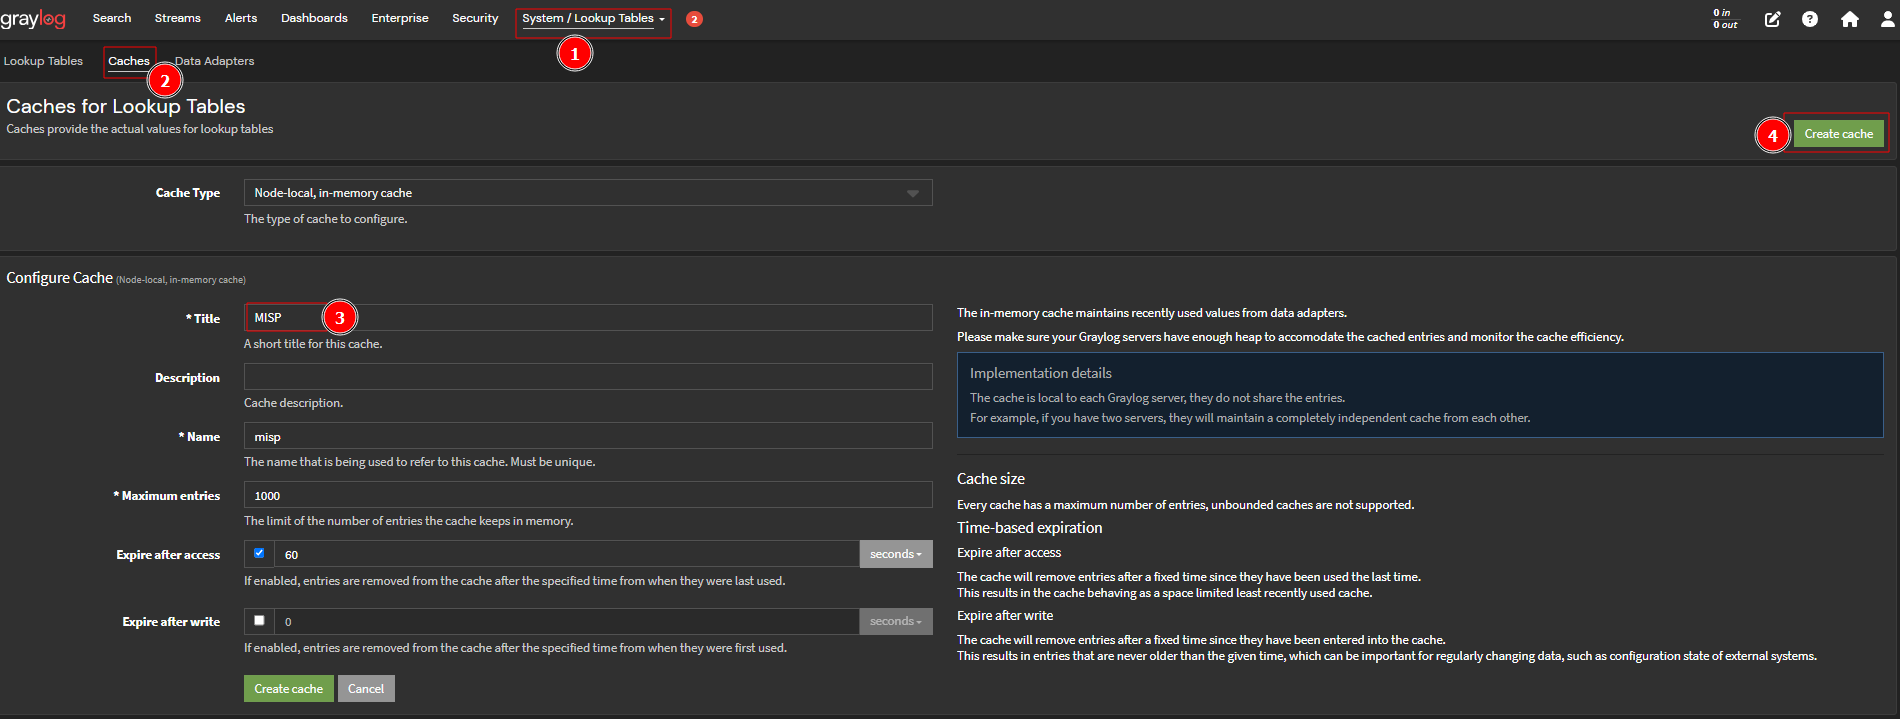 graylog Search Streams Alerts Dashboards Enterprise Security System / Lookup Tables 2 0 in
0 out
1
Lookup Tables Caches Data Adapters
2
Caches for Lookup Tables
Caches provide the actual values for lookup tables
4 Create cache
Cache Type Node-local, in-memory cache
The type of cache to configure.
Configure Cache (Node-local, in-memory cache)
* Title MISP 3
A short title for this cache.
Description
Cache description.
* Name misp
The name that is being used to refer to this cache. Must be unique.
* Maximum entries 1000
The limit of the number of entries the cache keeps in memory.
Expire after access 60 seconds
If enabled, entries are removed from the cache after the specified time from when they were last used.
Expire after write 0 seconds
If enabled, entries are removed from the cache after the specified time from when they were first used.
Create cache Cancel
The in-memory cache maintains recently used values from data adapters.
Please make sure your Graylog servers have enough heap to accomodate the cached entries and monitor the cache efficiency.
Implementation details
The cache is local to each Graylog server, they do not share the entries.
For example, if you have two servers, they will maintain a completely independent cache from each other.
Cache size
Every cache has a maximum number of entries, unbounded caches are not supported.
Time-based expiration
Expire after access
The cache will remove entries after a fixed time since they have been used the last time.
This results in the cache behaving as a space limited least recently used cache.
Expire after write
The cache will remove entries after a fixed time since they have been entered into the cache.
This results in entries that are never older than the given time, which can be important for regularly changing data, such as configuration state of external systems.